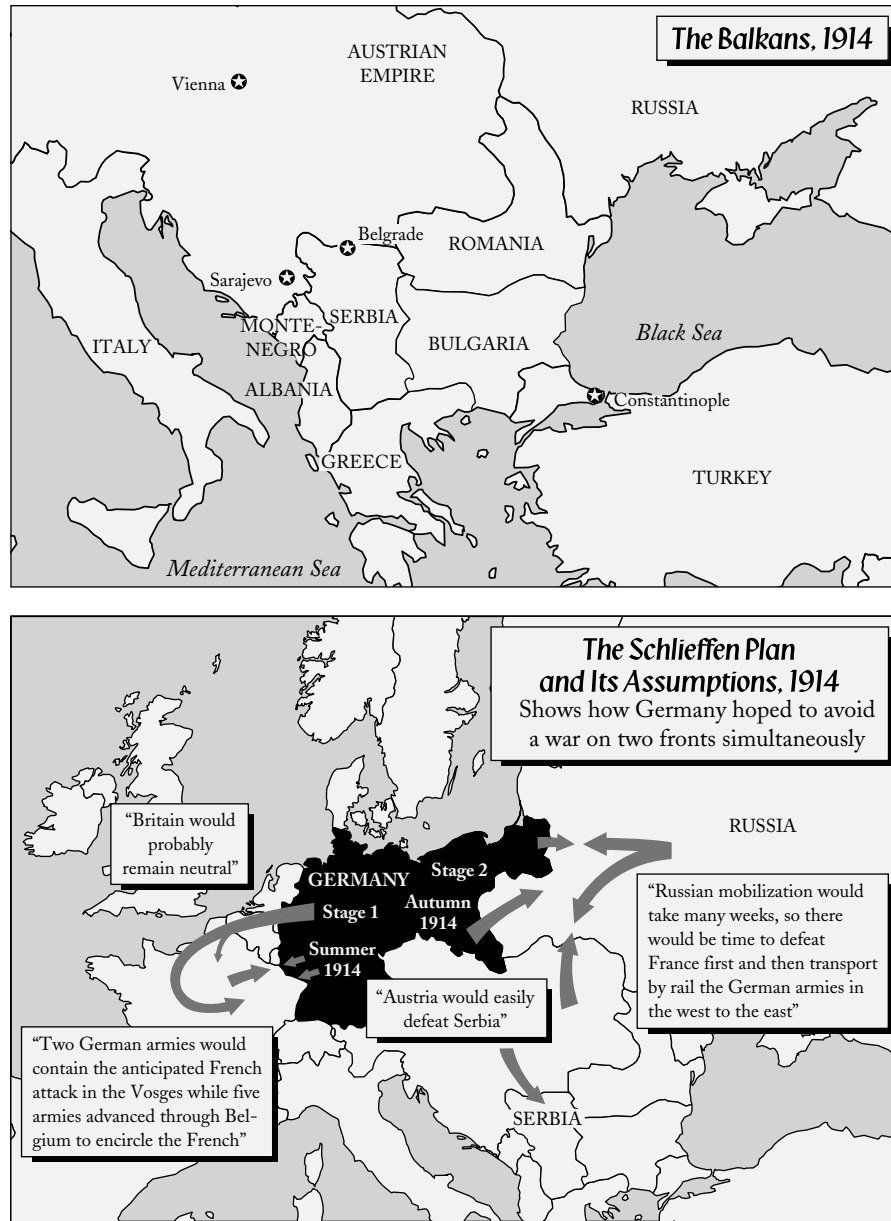 The Balkans, 1914
AUSTRIAN
EMPIRE
Vienna
RUSSIA
Belgrade
ROMANIA
Sarajevo
SERBIA
MONTE-
NEGRO
ITALY
BULGARIA
Black Sea
ALBANIA
Constantinople
GREECE
TURKEY
Mediterranean Sea
The Schlieffen Plan
and Its Assumptions, 1914
Shows how Germany hoped to avoid
a war on two fronts simultaneously
“Britain would
probably
remain neutral”
RUSSIA
GERMANY
Stage 2
Stage 1
Autumn
1914
Summer
1914
“Russian mobilization would
take many weeks, so there
would be time to defeat
France first and then transport
by rail the German armies in
the west to the east”
“Austria would easily
defeat Serbia”
“Two German armies would
contain the anticipated French
attack in the Vosges while five
armies advanced through Bel-
gium to encircle the French”
SERBIA